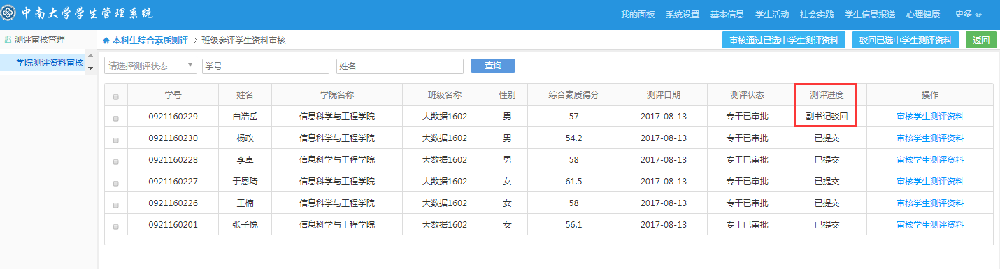 中南大学学生管理系统
我的面板 系统设置 基本信息 学生活动 社会实践 学生信息报送 心理健康 更多
测评审核管理
本科生综合素质测评 > 班级参评学生资料审核 审核通过已选中学生测评资料 驳回已选中学生测评资料 返回
学院测评资料审核
请选择测评状态 学号 姓名 查询
学号 姓名 学院名称 班级名称 性别 综合素质得分 测评日期 测评状态 测评进度 操作
0921160229 白浩岳 信息科学与工程学院 大数据1602 男 57 2017-08-13 专干已审批 副书记驳回 审核学生测评资料
0921160230 杨政 信息科学与工程学院 大数据1602 男 54.2 2017-08-13 专干已审批 已提交 审核学生测评资料
0921160228 李卓 信息科学与工程学院 大数据1602 男 58 2017-08-13 专干已审批 已提交 审核学生测评资料
0921160227 于恩琦 信息科学与工程学院 大数据1602 女 61.5 2017-08-13 专干已审批 已提交 审核学生测评资料
0921160226 王楠 信息科学与工程学院 大数据1602 女 58 2017-08-13 专干已审批 已提交 审核学生测评资料
0921160201 张子悦 信息科学与工程学院 大数据1602 女 56.1 2017-08-13 专干已审批 已提交 审核学生测评资料